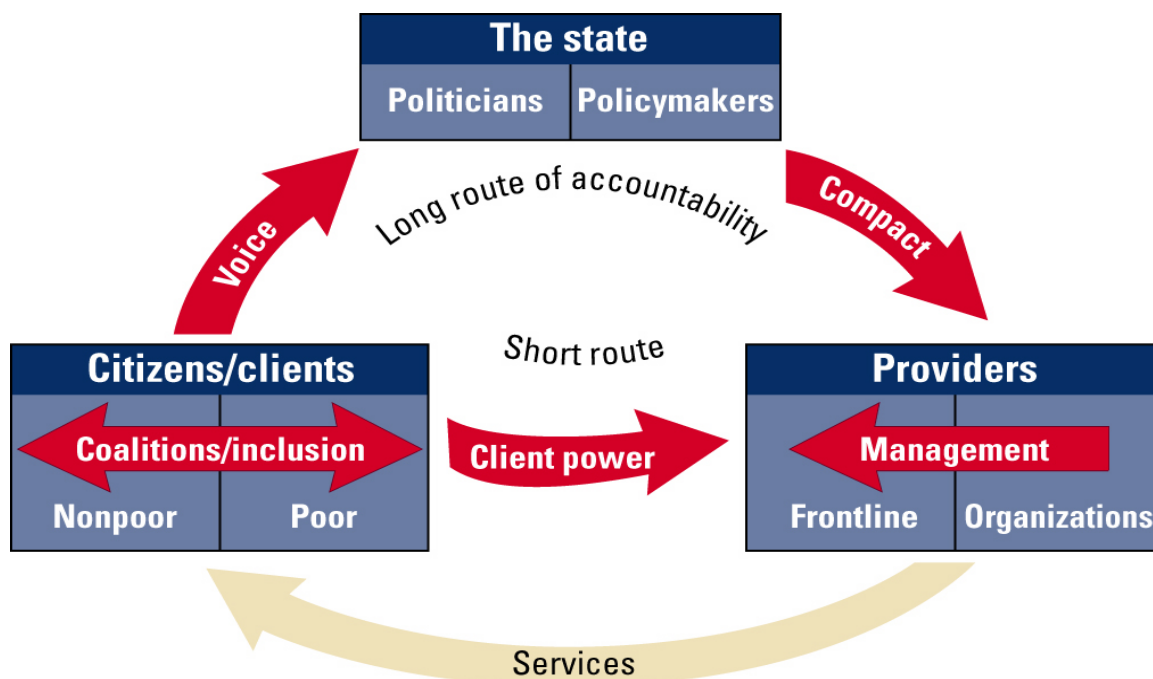 The state
Politicians
Policymakers
Long route of accountability
Voice
Compact
Short route
Citizens/clients
Coalitions/inclusion
Nonpoor
Poor
Client power
Providers
Management
Frontline
Organizations
Services